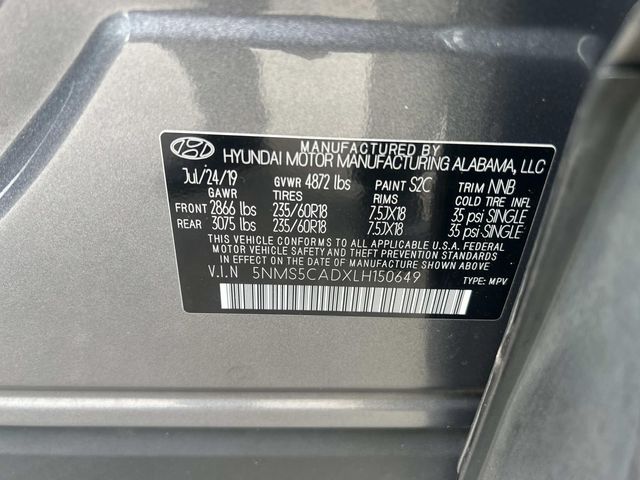 MANUFACTURED BY
HYUNDAI MOTOR MANUFACTURING ALABAMA, LLC
Jul/24/19 GVWR 4872 lbs PAINT S2C TRIM NNB
GAWR TIRES RIMS COLD TIRE INFL
FRONT 2866 lbs 235/60R18 7.5JX18 35 psi SINGLE
REAR 3075 lbs 235/60R18 7.5JX18 35 psi SINGLE
THIS VEHICLE CONFORMS TO ALL APPLICABLE U.S.A. FEDERAL
MOTOR VEHICLE SAFETY AND THEFT PREVENTION STANDARDS
IN EFFECT ON THE DATE OF MANUFACTURE SHOWN ABOVE.
V.I.N 5NMS5CADXLH150649
TYPE: MPV